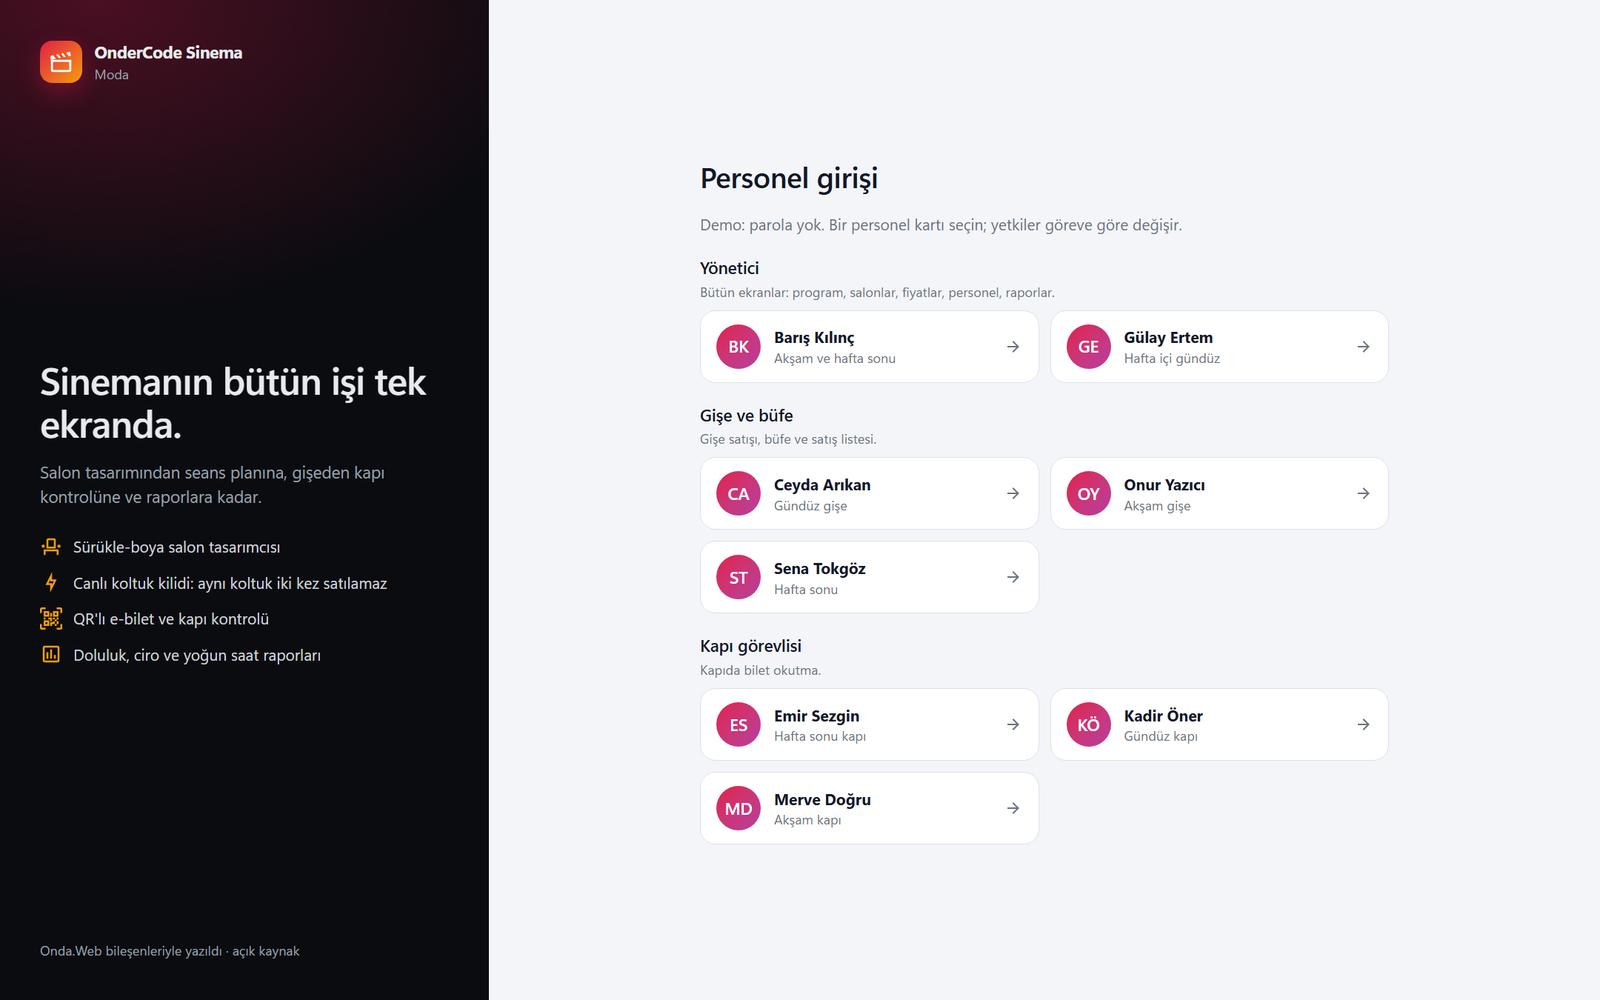 OnderCode Sinema
Moda
Sinemanın bütün işi tek
ekranda.
Salon tasarımından seans planına, gişeden kapı
kontrolüne ve raporlara kadar.
Sürükle-boya salon tasarımcısı
Canlı koltuk kilidi: aynı koltuk iki kez satılamaz
QR'lı e-bilet ve kapı kontrolü
Doluluk, ciro ve yoğun saat raporları
Onda.Web bileşenleriyle yazıldı · açık kaynak
Personel girişi
Demo: parola yok. Bir personel kartı seçin; yetkiler göreve göre değişir.
Yönetici
Bütün ekranlar: program, salonlar, fiyatlar, personel, raporlar.
BK
Barış Kılınç
Akşam ve hafta sonu
GE
Gülay Ertem
Hafta içi gündüz
Gişe ve büfe
Gişe satışı, büfe ve satış listesi.
CA
Ceyda Arıkan
Gündüz gişe
OY
Onur Yazıcı
Akşam gişe
ST
Sena Tokgöz
Hafta sonu
Kapı görevlisi
Kapıda bilet okutma.
ES
Emir Sezgin
Hafta sonu kapı
KÖ
Kadir Öner
Gündüz kapı
MD
Merve Doğru
Akşam kapı